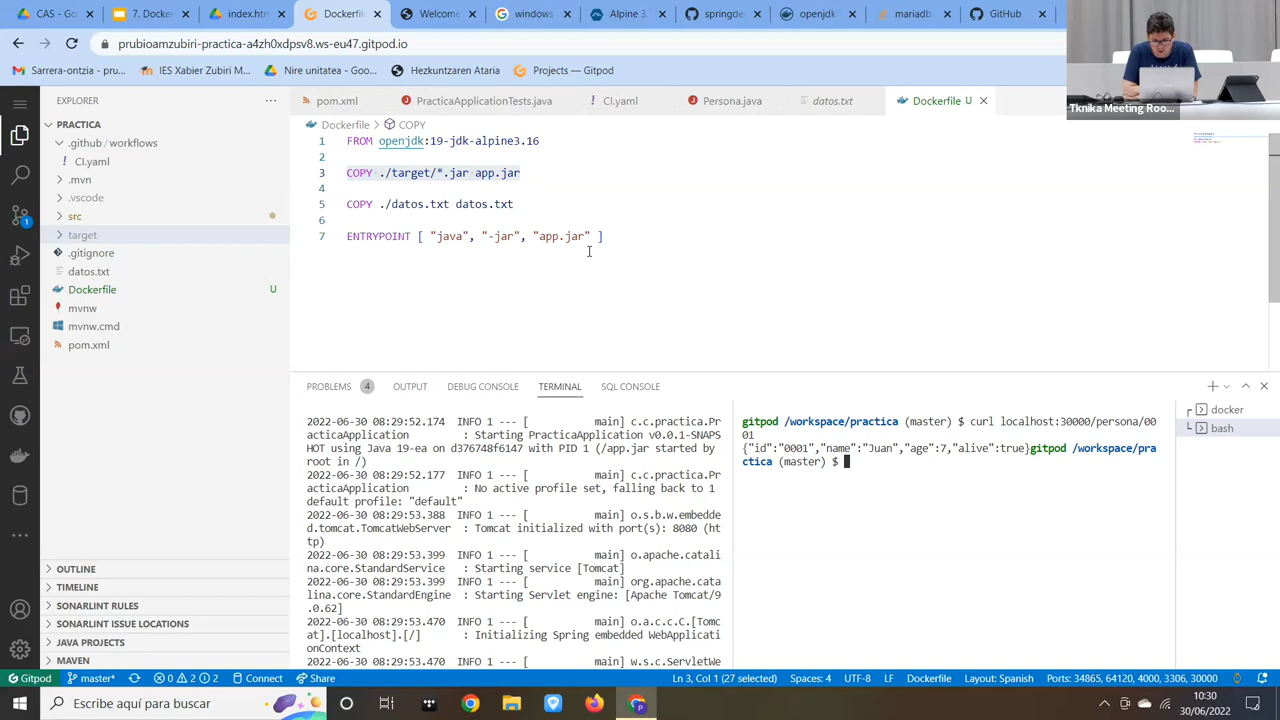 Alpine - practica
index.html
springdo
mariadb
GitHub
prubioamzubiri-practica-a4zh0xdpsv8.ws-eu47.gitpod.io
Sarrera-ontzia - pru...
IES Xabier Zubiri M...
Nire unitatea - Goo...
Hezkuntza Ataria
Projects — Gitpod
Tknika Meeting Roo...
EXPLORER
pom.xml
PracticaApplicationTests.java
CI.yaml
Persona.java
datos.txt
Dockerfile U
PRACTICA
.github / workflows
CI.yaml
.mvn
.vscode
src
target
.gitignore
datos.txt
Dockerfile U
mvnw
mvnw.cmd
pom.xml
OUTLINE
TIMELINE
SONARLINT RULES
SONARLINT ISSUE LOCATIONS
JAVA PROJECTS
MAVEN
Dockerfile > COPY
1 FROM openjdk:19-jdk-alpine3.16
2
3 COPY ./target/*.jar app.jar
4
5 COPY ./datos.txt datos.txt
6
7 ENTRYPOINT [ "java", "-jar", "app.jar" ]
PROBLEMS 4 OUTPUT DEBUG CONSOLE TERMINAL SQL CONSOLE
2022-06-30 08:29:52.174 INFO 1 --- [ main] c.c.practica.Pr
acticaApplication : Starting PracticaApplication v0.0.1-SNAPS
HOT using Java 19-ea on d376748f6147 with PID 1 (/app.jar started by
root in /)
2022-06-30 08:29:52.177 INFO 1 --- [ main] c.c.practica.Pr
acticaApplication : No active profile set, falling back to 1
default profile: "default"
2022-06-30 08:29:53.388 INFO 1 --- [ main] o.s.b.w.embedde
d.tomcat.TomcatWebServer : Tomcat initialized with port(s): 8080 (ht
tp)
2022-06-30 08:29:53.399 INFO 1 --- [ main] o.apache.catali
na.core.StandardService : Starting service [Tomcat]
2022-06-30 08:29:53.399 INFO 1 --- [ main] org.apache.cata
lina.core.StandardEngine : Starting Servlet engine: [Apache Tomcat/9
.0.62]
2022-06-30 08:29:53.470 INFO 1 --- [ main] o.a.c.c.C.[Tomc
at].[localhost].[/] : Initializing Spring embedded WebApplicati
onContext
2022-06-30 08:29:53.470 INFO 1 --- [ main] w.s.c.ServletWe
gitpod /workspace/practica (master) $ curl localhost:30000/persona/00
01
{"id":"0001","name":"Juan","age":7,"alive":true}gitpod /workspace/pra
ctica (master) $
docker
bash
Gitpod master* 0 2 2 Connect Share Ln 3, Col 1 (27 selected) Spaces: 4 UTF-8 LF Dockerfile Layout: Spanish Ports: 34865, 64120, 4000, 3306, 30000
Escribe aquí para buscar
10:30
30/06/2022